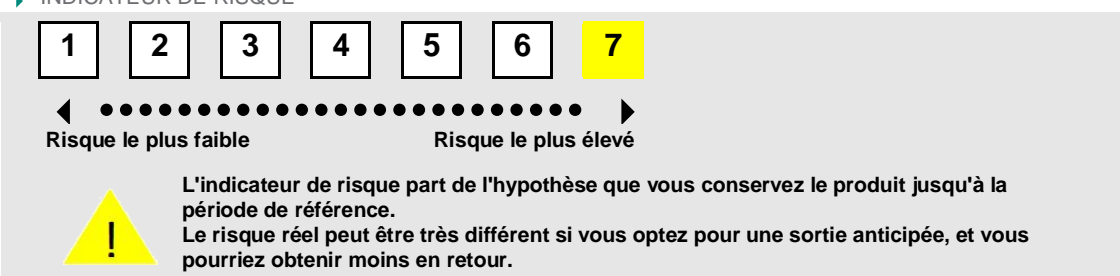 INDICATEUR DE RISQUE
1 2 3 4 5 6 7
Risque le plus faible Risque le plus élevé
L'indicateur de risque part de l'hypothèse que vous conservez le produit jusqu'à la
période de référence.
Le risque réel peut être très différent si vous optez pour une sortie anticipée, et vous
pourriez obtenir moins en retour.
!